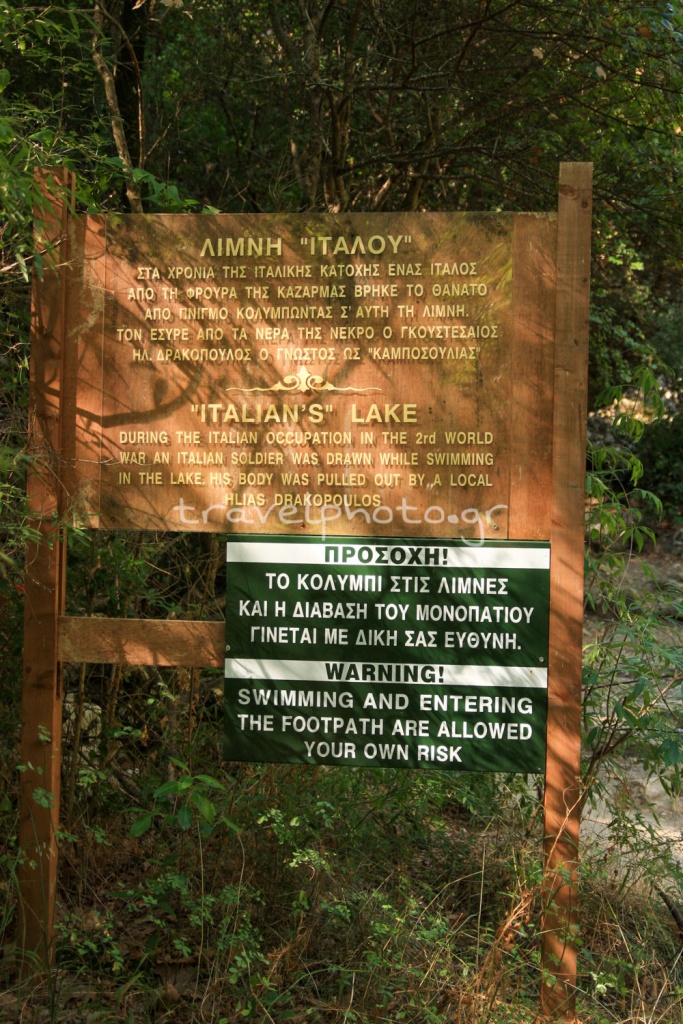 ΛΙΜΝΗ "ΙΤΑΛΟΥ"
ΣΤΑ ΧΡΟΝΙΑ ΤΗΣ ΙΤΑΛΙΚΗΣ ΚΑΤΟΧΗΣ ΕΝΑΣ ΙΤΑΛΟΣ
ΑΠΟ ΤΗ ΦΡΟΥΡΑ ΤΗΣ ΚΑΖΑΡΜΑΣ ΒΡΗΚΕ ΤΟ ΘΑΝΑΤΟ
ΑΠΟ ΠΝΙΓΜΟ ΚΟΛΥΜΠΩΝΤΑΣ Σ' ΑΥΤΗ ΤΗ ΛΙΜΝΗ.
ΤΟΝ ΕΣΥΡΕ ΑΠΟ ΤΑ ΝΕΡΑ ΤΗΣ ΝΕΚΡΟ Ο ΓΚΟΥΣΤΕΣΑΙΟΣ
ΗΛ. ΔΡΑΚΟΠΟΥΛΟΣ Ο ΓΝΩΣΤΟΣ ΩΣ "ΚΑΜΠΟΣΟΥΛΙΑΣ"
"ITALIAN'S" LAKE
DURING THE ITALIAN OCCUPATION IN THE 2rd WORLD
WAR AN ITALIAN SOLDIER WAS DRAWN WHILE SWIMMING
IN THE LAKE. HIS BODY WAS PULLED OUT BY,,A LOCAL
HLIAS DRAKOPOULOS
travelphoto.gr
ΠΡΟΣΟΧΗ!
ΤΟ ΚΟΛΥΜΠΙ ΣΤΙΣ ΛΙΜΝΕΣ
ΚΑΙ Η ΔΙΑΒΑΣΗ ΤΟΥ ΜΟΝΟΠΑΤΙΟΥ
ΓΙΝΕΤΑΙ ΜΕ ΔΙΚΗ ΣΑΣ ΕΥΘΥΝΗ.
WARNING!
SWIMMING AND ENTERING
THE FOOTPATH ARE ALLOWED
YOUR OWN RISK